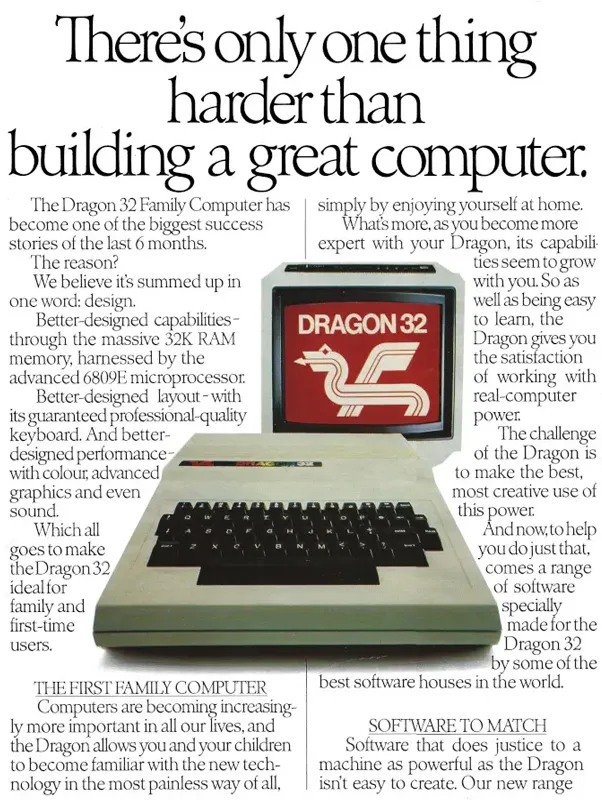 There's only one thing
harder than
building a great computer.
The Dragon 32 Family Computer has
become one of the biggest success
stories of the last 6 months.
The reason?
We believe it's summed up in
one word: design.
Better-designed capabilities –
through the massive 32K RAM
memory, harnessed by the
advanced 6809E microprocessor.
Better-designed layout – with
its guaranteed professional-quality
keyboard. And better-
designed performance –
with colour, advanced
graphics and even
sound.
Which all
goes to make
the Dragon 32
ideal for
family and
first-time
users.
THE FIRST FAMILY COMPUTER
Computers are becoming increasing-
ly more important in all our lives, and
the Dragon allows you and your children
to become familiar with the new tech-
nology in the most painless way of all,
simply by enjoying yourself at home.
What's more, as you become more
expert with your Dragon, its capabili-
ties seem to grow
with you. So as
well as being easy
to learn, the
Dragon gives you
the satisfaction
of working with
real-computer
power.
The challenge
of the Dragon is
to make the best,
most creative use of
this power.
And now, to help
you do just that,
comes a range
of software
specially
made for the
Dragon 32
by some of the
best software houses in the world.
SOFTWARE TO MATCH
Software that does justice to a
machine as powerful as the Dragon
isn't easy to create. Our new range
DRAGON 32
DRAGON 32
Q W E R T Y U I O P
A S D F G H J K L
Z X C V B N M